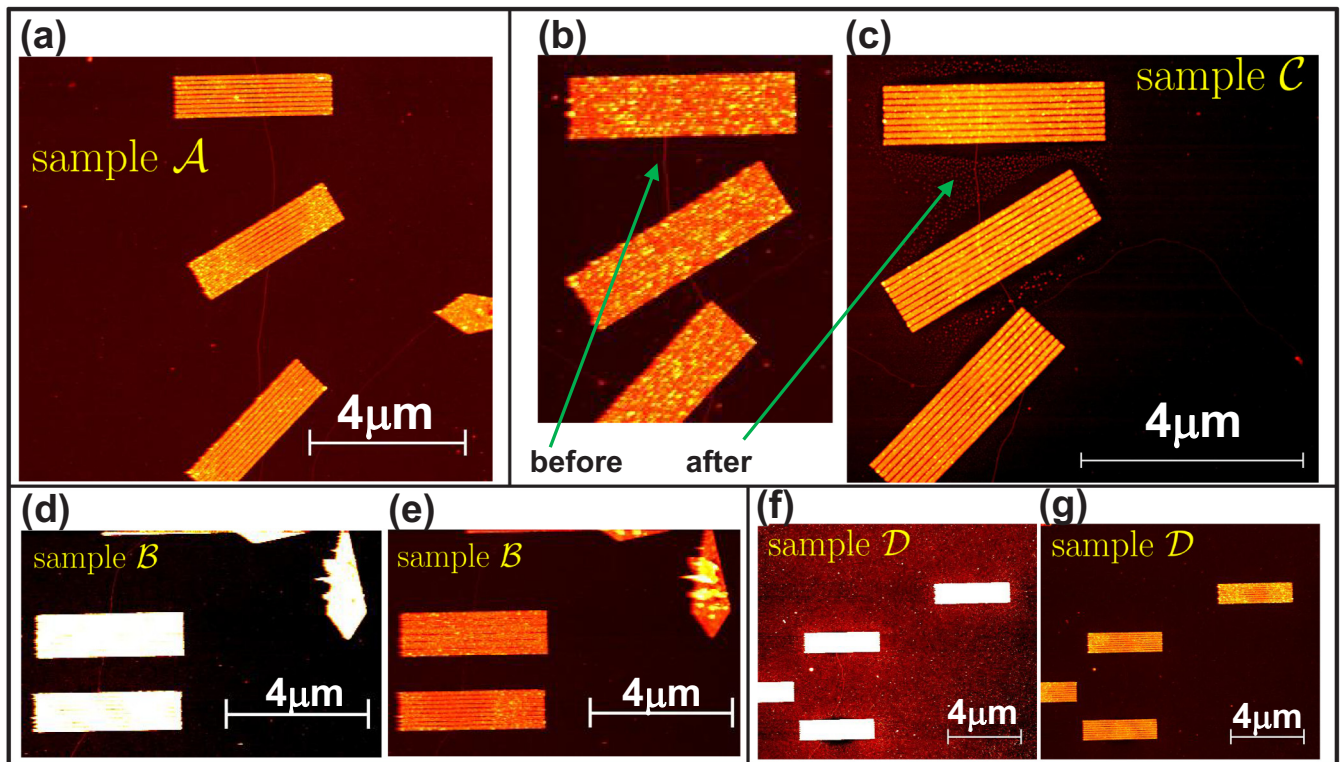 (a)
sample A
4μm
(b)
(c)
sample C
before
after
4μm
(d)
sample B
4μm
(e)
sample B
4μm
(f)
sample D
4μm
(g)
sample D
4μm